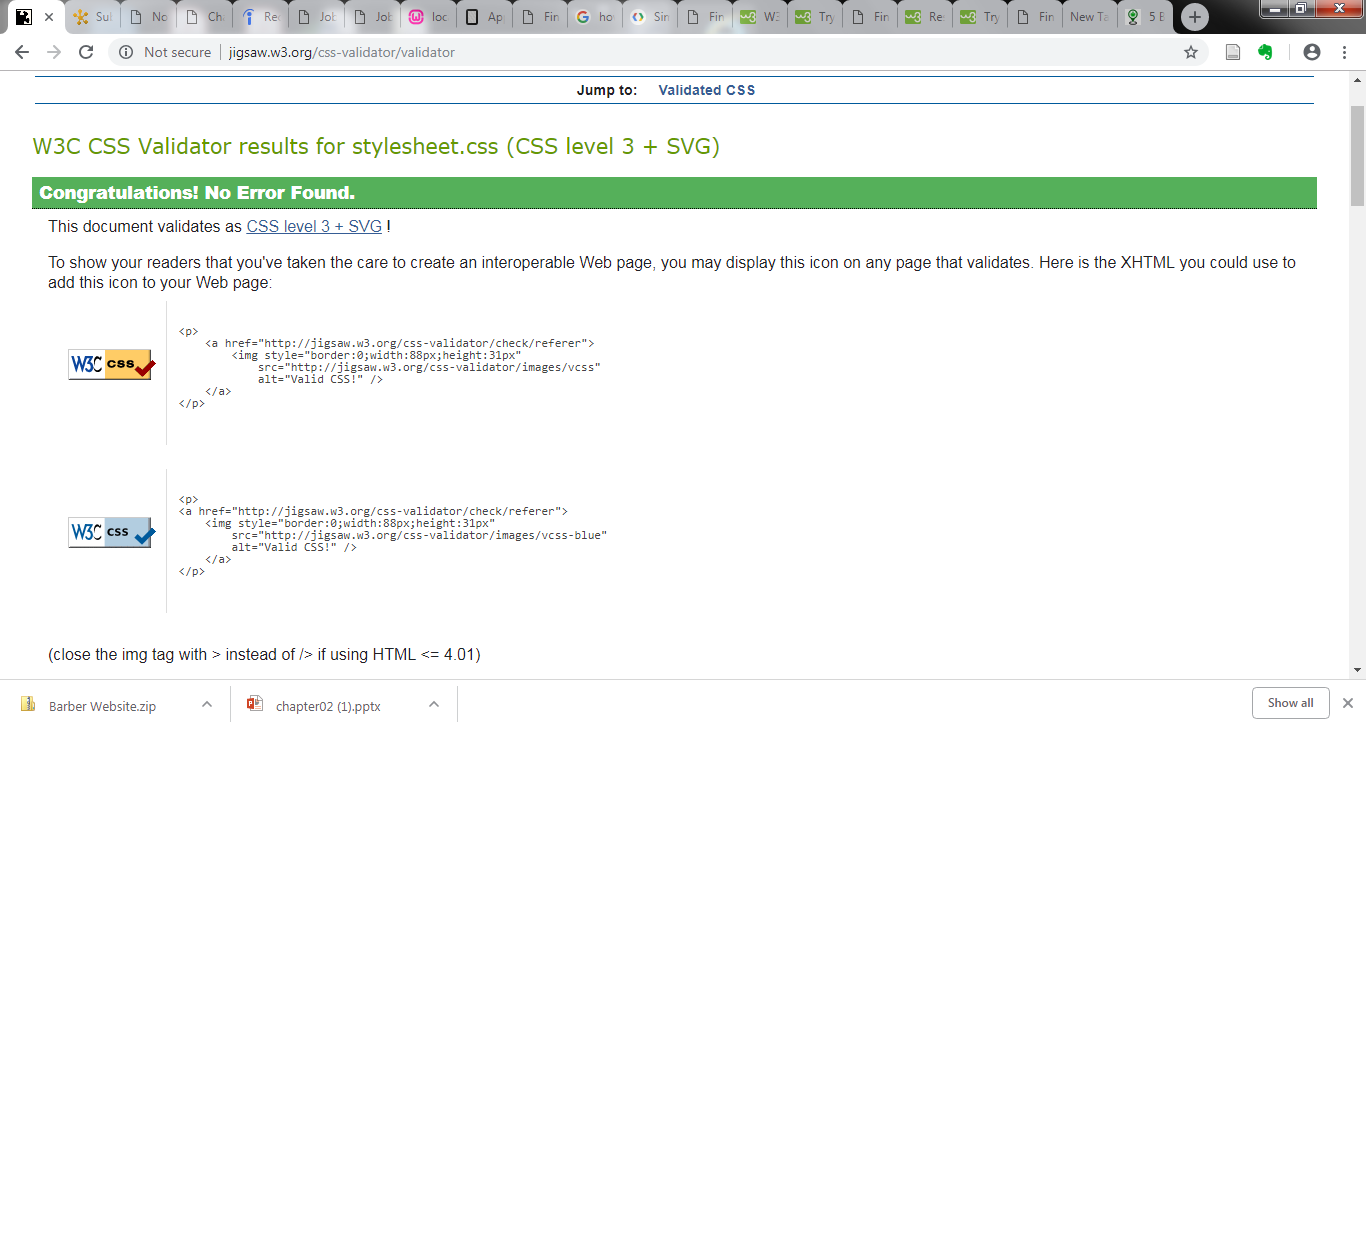 Su No Ch Re Jol Jol loc Ap Fin ho Sin Fin W3 Try Fin Re Try Fin New Ta 5 B
Not secure jigsaw.w3.org/css-validator/validator
Jump to: Validated CSS
W3C CSS Validator results for stylesheet.css (CSS level 3 + SVG)
Congratulations! No Error Found.
This document validates as CSS level 3 + SVG !
To show your readers that you've taken the care to create an interoperable Web page, you may display this icon on any page that validates. Here is the XHTML you could use to
add this icon to your Web page:
W3C css
<p>
<a href="http://jigsaw.w3.org/css-validator/check/referer">
<img style="border:0;width:88px;height:31px"
src="http://jigsaw.w3.org/css-validator/images/vcss"
alt="Valid CSS!" />
</a>
</p>
W3C css
<p>
<a href="http://jigsaw.w3.org/css-validator/check/referer">
<img style="border:0;width:88px;height:31px"
src="http://jigsaw.w3.org/css-validator/images/vcss-blue"
alt="Valid CSS!" />
</a>
</p>
(close the img tag with > instead of /> if using HTML <= 4.01)
Barber Website.zip chapter02 (1).pptx Show all